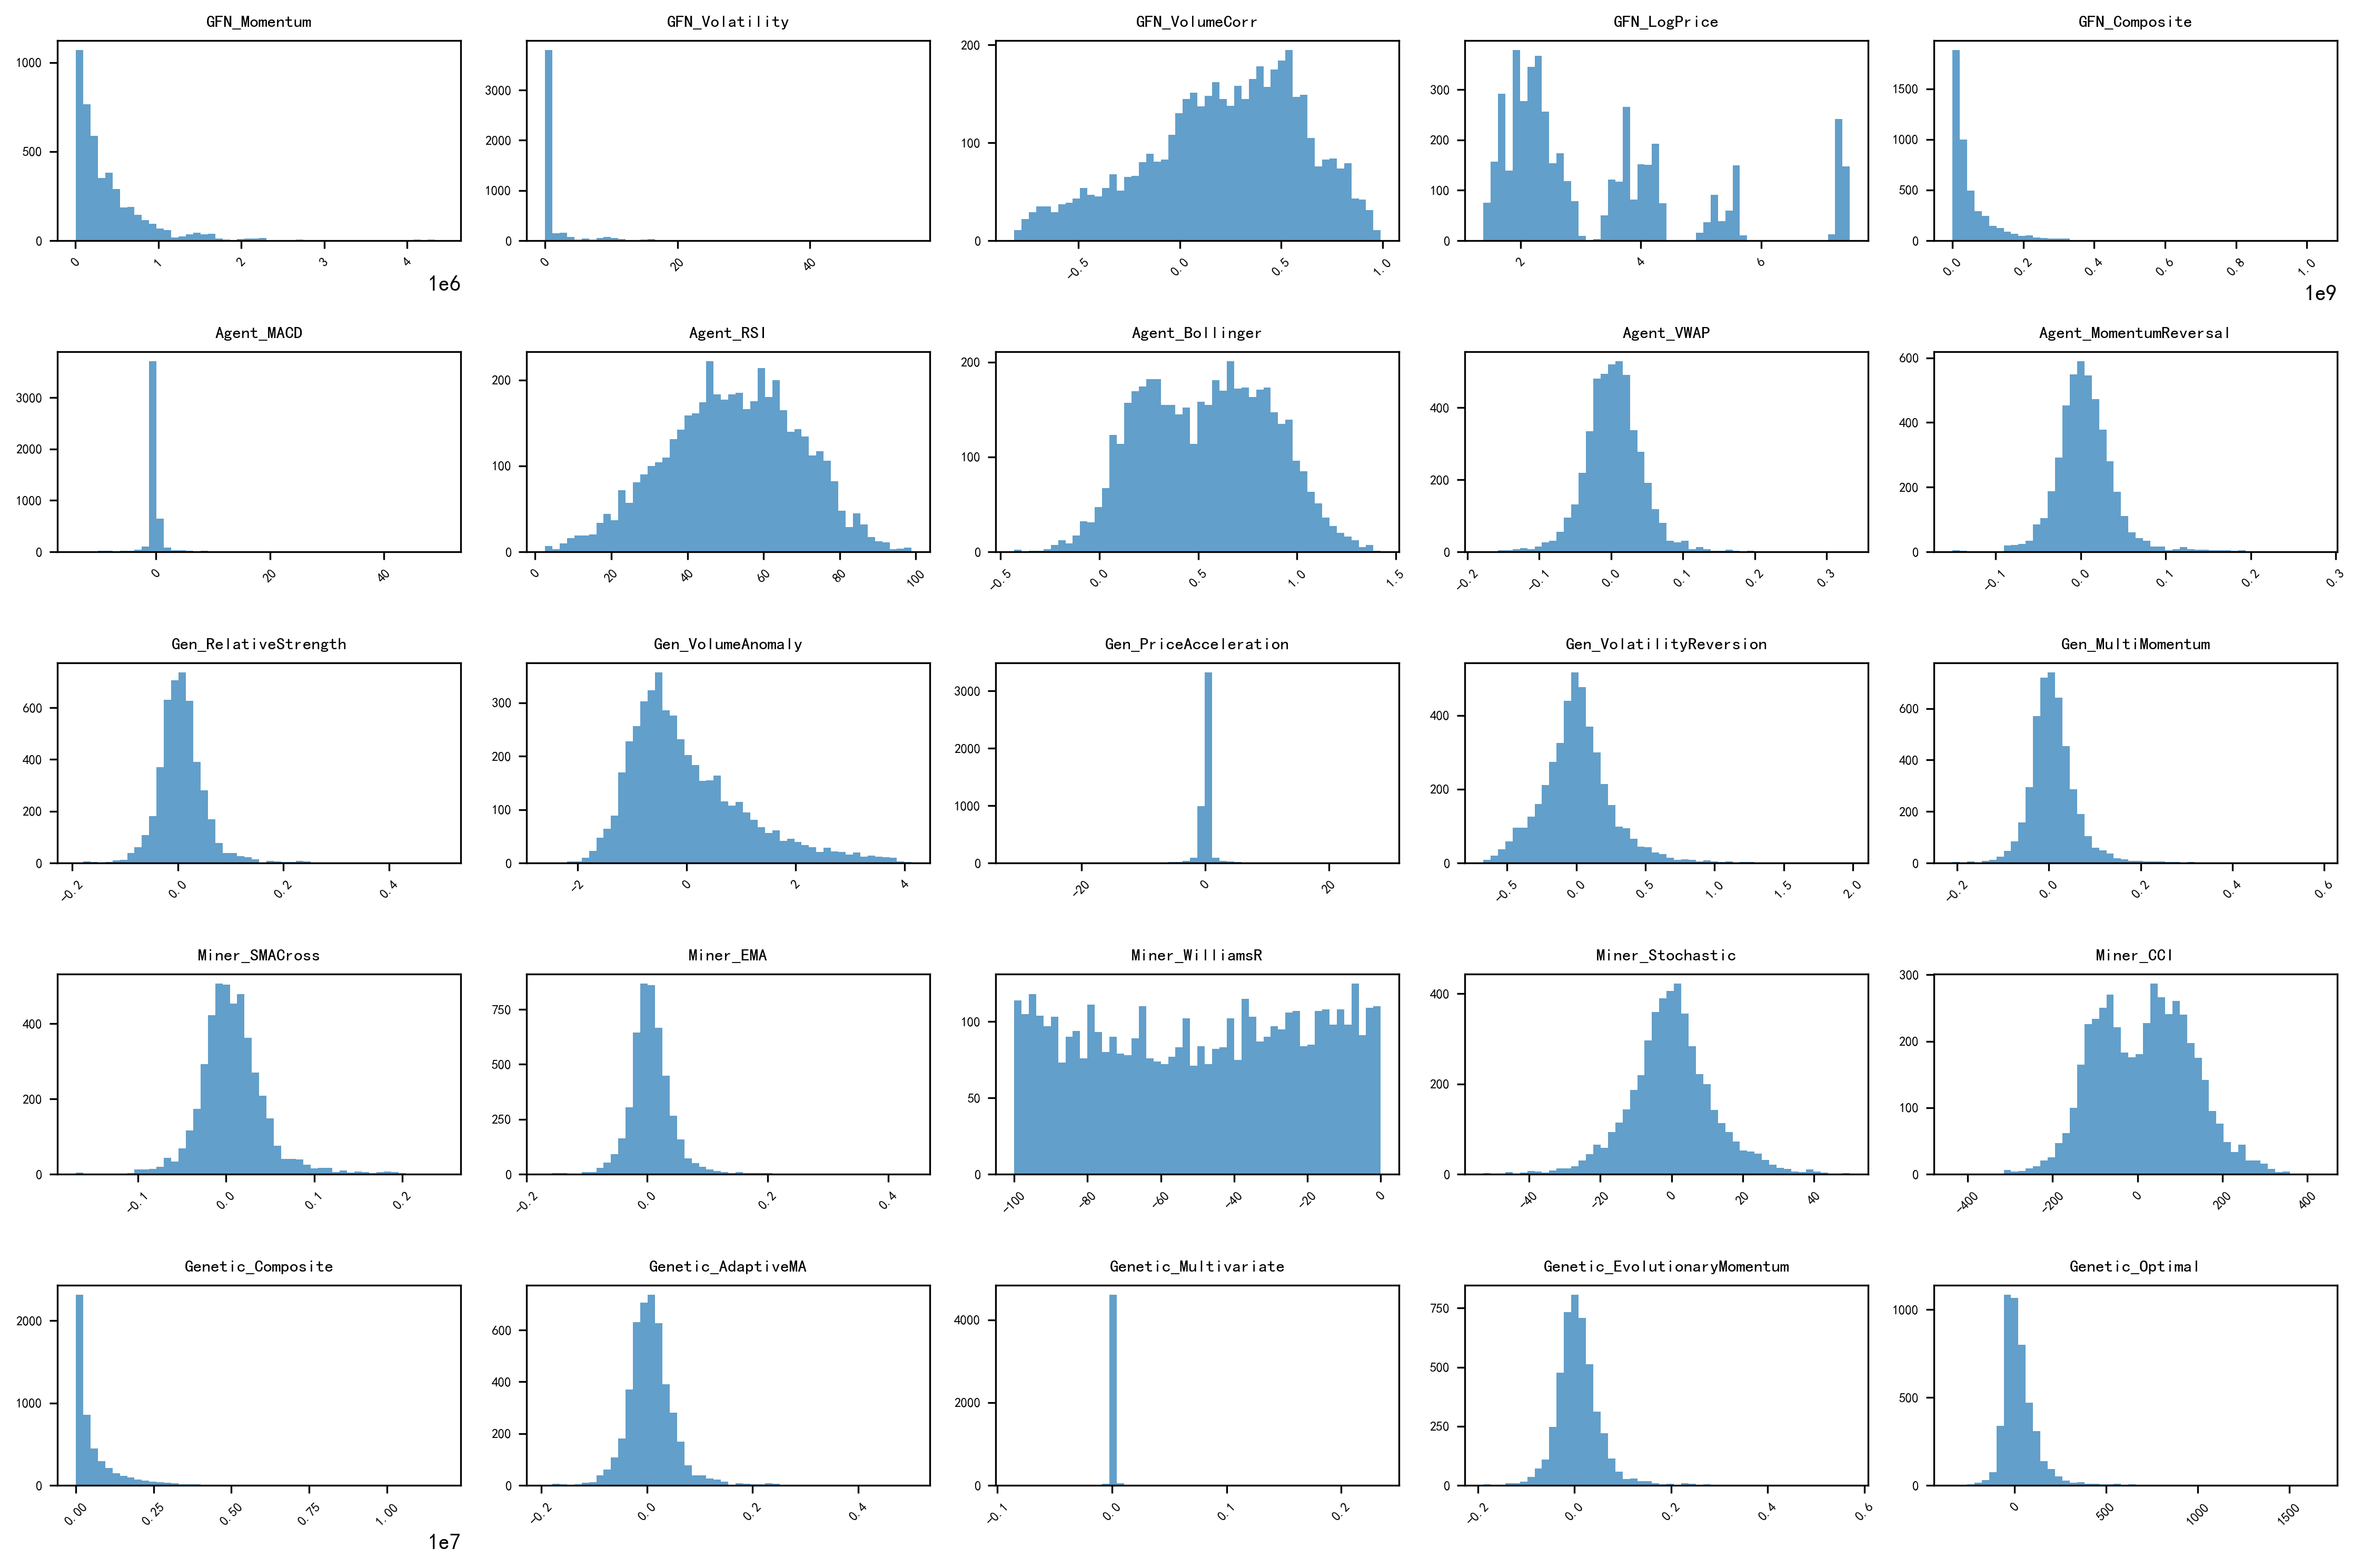 GFN_Momentum
1000
500
0
0 1 2 3 4
1e6
GFN_Volatility
3000
2000
1000
0
0 20 40
GFN_VolumeCorr
200
100
0
−0.5 0.0 0.5 1.0
GFN_LogPrice
300
200
100
0
2 4 6
GFN_Composite
1500
1000
500
0
0.0 0.2 0.4 0.6 0.8 1.0
1e9
Agent_MACD
3000
2000
1000
0
0 20 40
Agent_RSI
200
100
0
0 20 40 60 80 100
Agent_Bollinger
200
100
0
−0.5 0.0 0.5 1.0 1.5
Agent_VWAP
400
200
0
−0.2 −0.1 0.0 0.1 0.2 0.3
Agent_MomentumReversal
600
400
200
0
−0.1 0.0 0.1 0.2 0.3
Gen_RelativeStrength
600
400
200
0
−0.2 0.0 0.2 0.4
Gen_VolumeAnomaly
300
200
100
0
−2 0 2 4
Gen_PriceAcceleration
3000
2000
1000
0
−20 0 20
Gen_VolatilityReversion
400
200
0
−0.5 0.0 0.5 1.0 1.5 2.0
Gen_MultiMomentum
600
400
200
0
−0.2 0.0 0.2 0.4 0.6
Miner_SMACross
400
200
0
−0.1 0.0 0.1 0.2
Miner_EMA
750
500
250
0
−0.2 0.0 0.2 0.4
Miner_WilliamsR
100
50
0
−100 −80 −60 −40 −20 0
Miner_Stochastic
400
200
0
−40 −20 0 20 40
Miner_CCI
300
200
100
0
−400 −200 0 200 400
Genetic_Composite
2000
1000
0
0.00 0.25 0.50 0.75 1.00
1e7
Genetic_AdaptiveMA
600
400
200
0
−0.2 0.0 0.2 0.4
Genetic_Multivariate
4000
2000
0
−0.1 0.0 0.1 0.2
Genetic_EvolutionaryMomentum
750
500
250
0
−0.2 0.0 0.2 0.4 0.6
Genetic_Optimal
1000
500
0
0 500 1000 1500